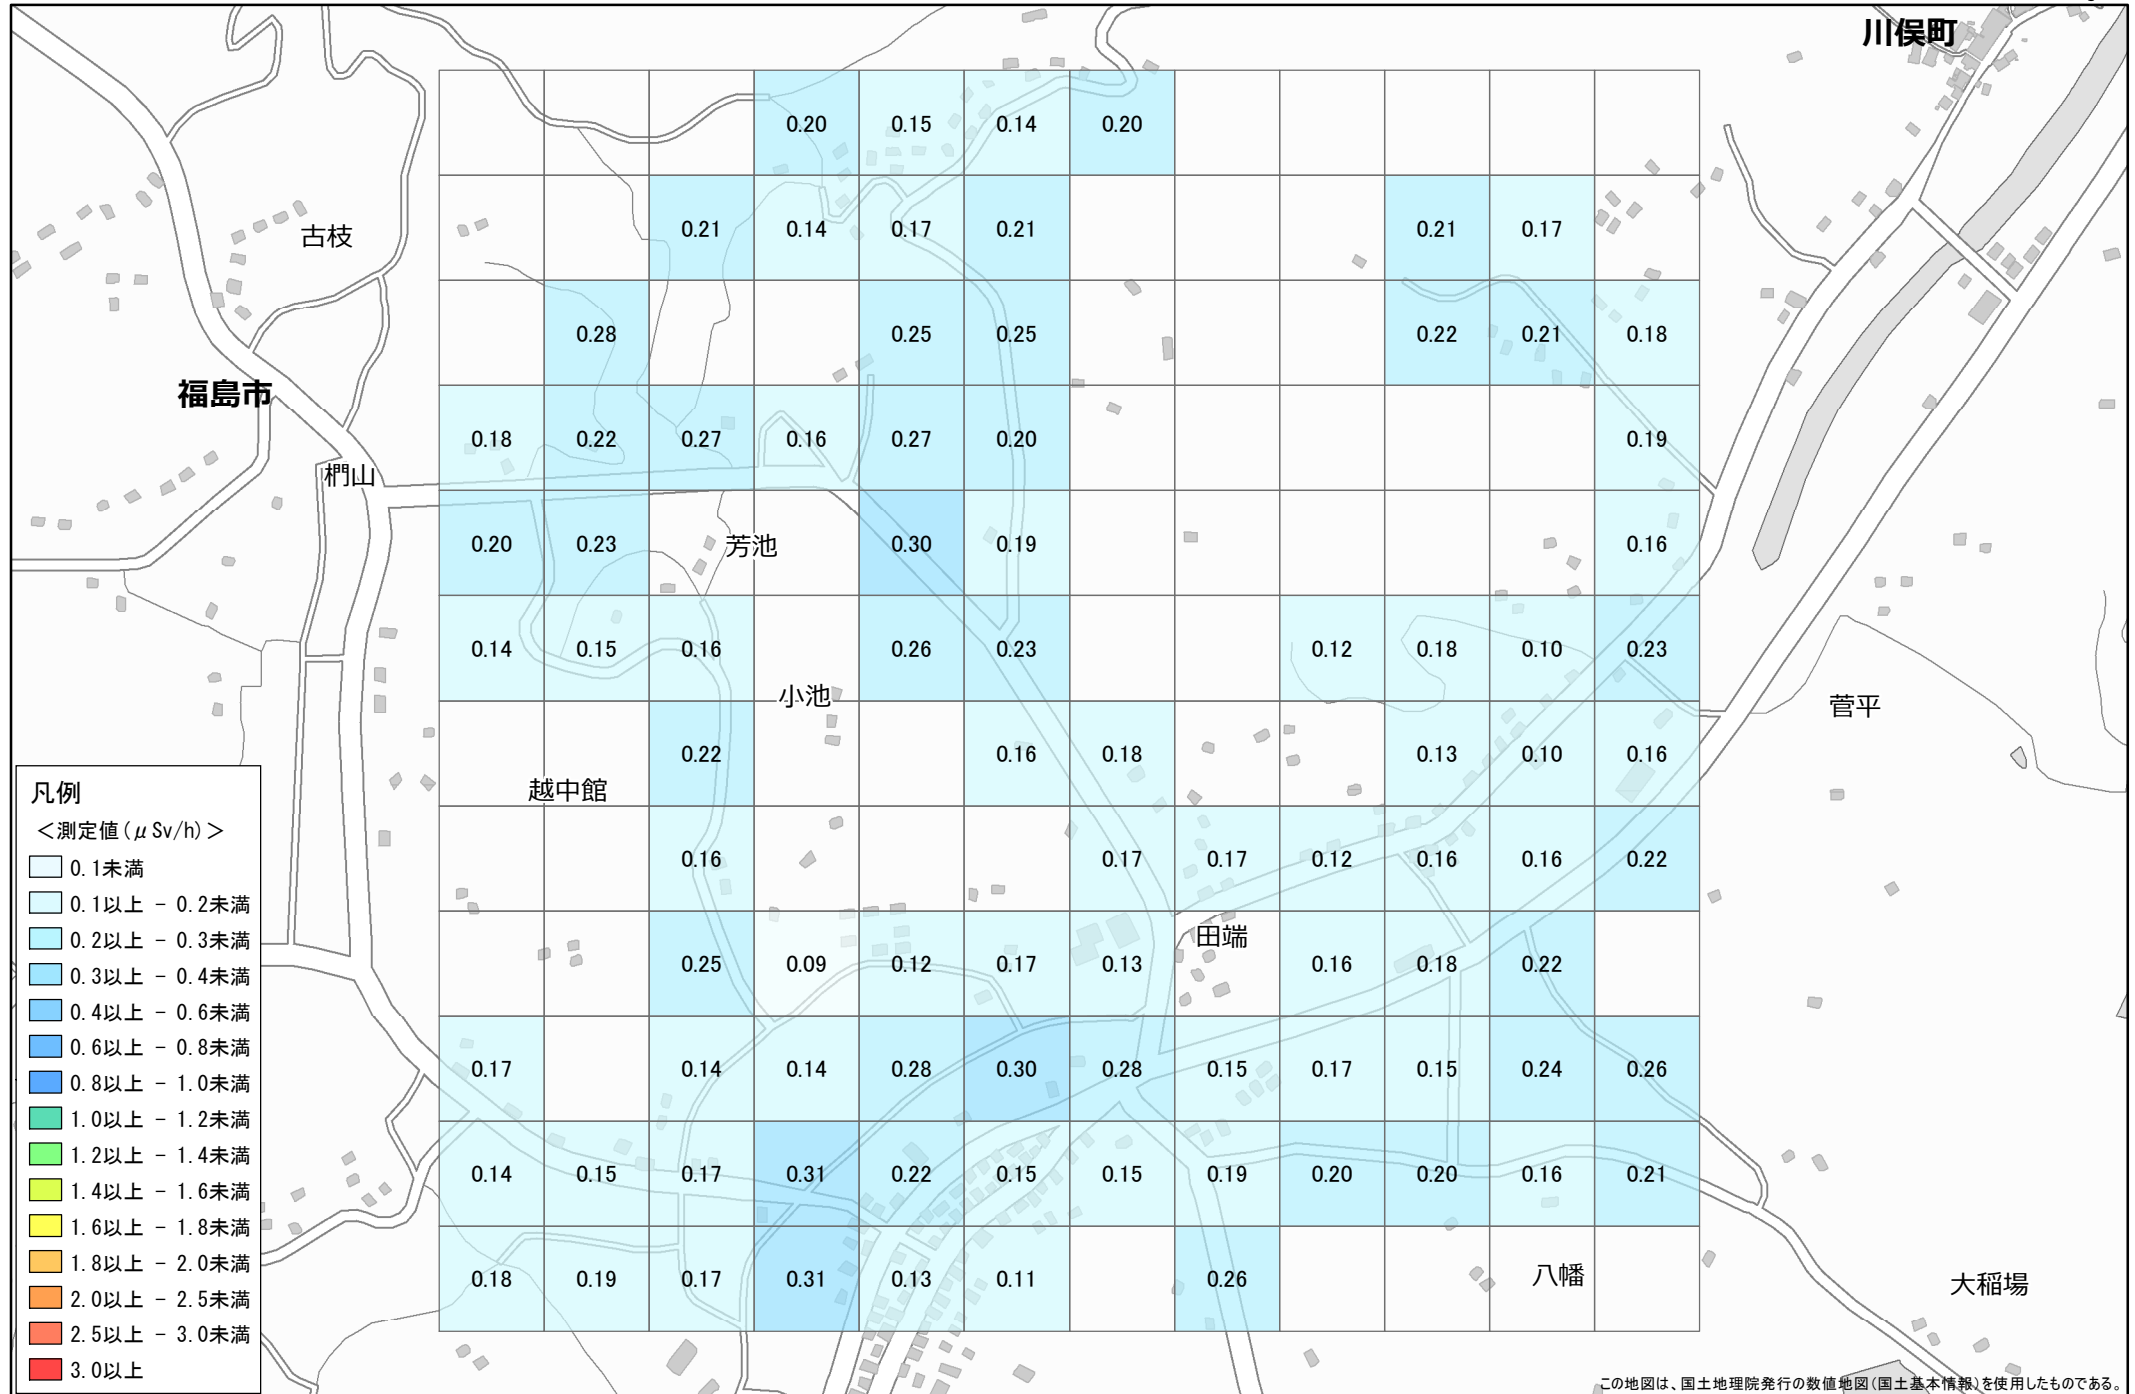 川俣町
0.20 0.15 0.14 0.20
古枝
0.21 0.14 0.17 0.21 0.21 0.17
0.28 0.25 0.25 0.22 0.21 0.18
福島市
0.18 0.22 0.27 0.16 0.27 0.20 0.19
椚山
0.20 0.23 芳池 0.30 0.19 0.16
0.14 0.15 0.16 0.26 0.23 0.12 0.18 0.10 0.23
小池
菅平
0.22 0.16 0.18 0.13 0.10 0.16
越中館
0.16 0.17 0.17 0.12 0.16 0.16 0.22
田端
0.25 0.09 0.12 0.17 0.13 0.16 0.18 0.22
0.17 0.14 0.14 0.28 0.30 0.28 0.15 0.17 0.15 0.24 0.26
0.14 0.15 0.17 0.31 0.22 0.15 0.15 0.19 0.20 0.20 0.16 0.21
0.18 0.19 0.17 0.31 0.13 0.11 0.26
八幡
大稲場
凡例
＜測定値(μSv/h)＞
0.1未満
0.1以上 - 0.2未満
0.2以上 - 0.3未満
0.3以上 - 0.4未満
0.4以上 - 0.6未満
0.6以上 - 0.8未満
0.8以上 - 1.0未満
1.0以上 - 1.2未満
1.2以上 - 1.4未満
1.4以上 - 1.6未満
1.6以上 - 1.8未満
1.8以上 - 2.0未満
2.0以上 - 2.5未満
2.5以上 - 3.0未満
3.0以上
この地図は、国土地理院発行の数値地図(国土基本情報)を使用したものである。